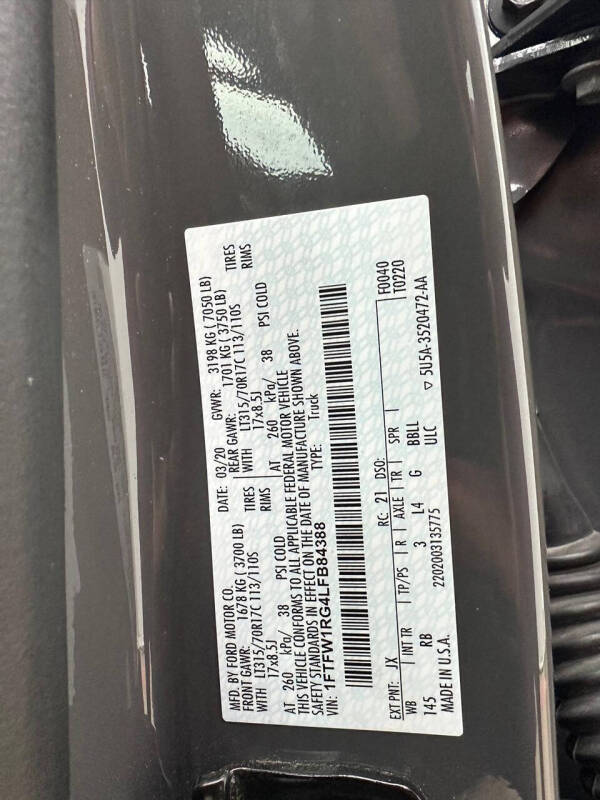 MFD. BY FORD MOTOR CO.
DATE: 03/20 GVWR: 3198 KG ( 7050 LB)
FRONT GAWR: 1678 KG ( 3700 LB) REAR GAWR: 1701 KG ( 3750 LB)
WITH LT315/70R17C 113/110S TIRES WITH LT315/70R17C 113/110S TIRES
17x8.5J RIMS 17x8.5J RIMS
AT 260 kPa/ 38 PSI COLD AT 260 kPa/ 38 PSI COLD
THIS VEHICLE CONFORMS TO ALL APPLICABLE FEDERAL MOTOR VEHICLE
SAFETY STANDARDS IN EFFECT ON THE DATE OF MANUFACTURE SHOWN ABOVE.
VIN: 1FTFW1RG4LFB84388 TYPE: Truck
F0040
T0220
EXT PNT: JX RC: 21 DSO:
WB INT TR TP/PS R AXLE TR SPR
145 RB 3 L4 G BBLL
ULC
MADE IN U.S.A. 2202003135775 ▽ 5U5A-3520472-AA